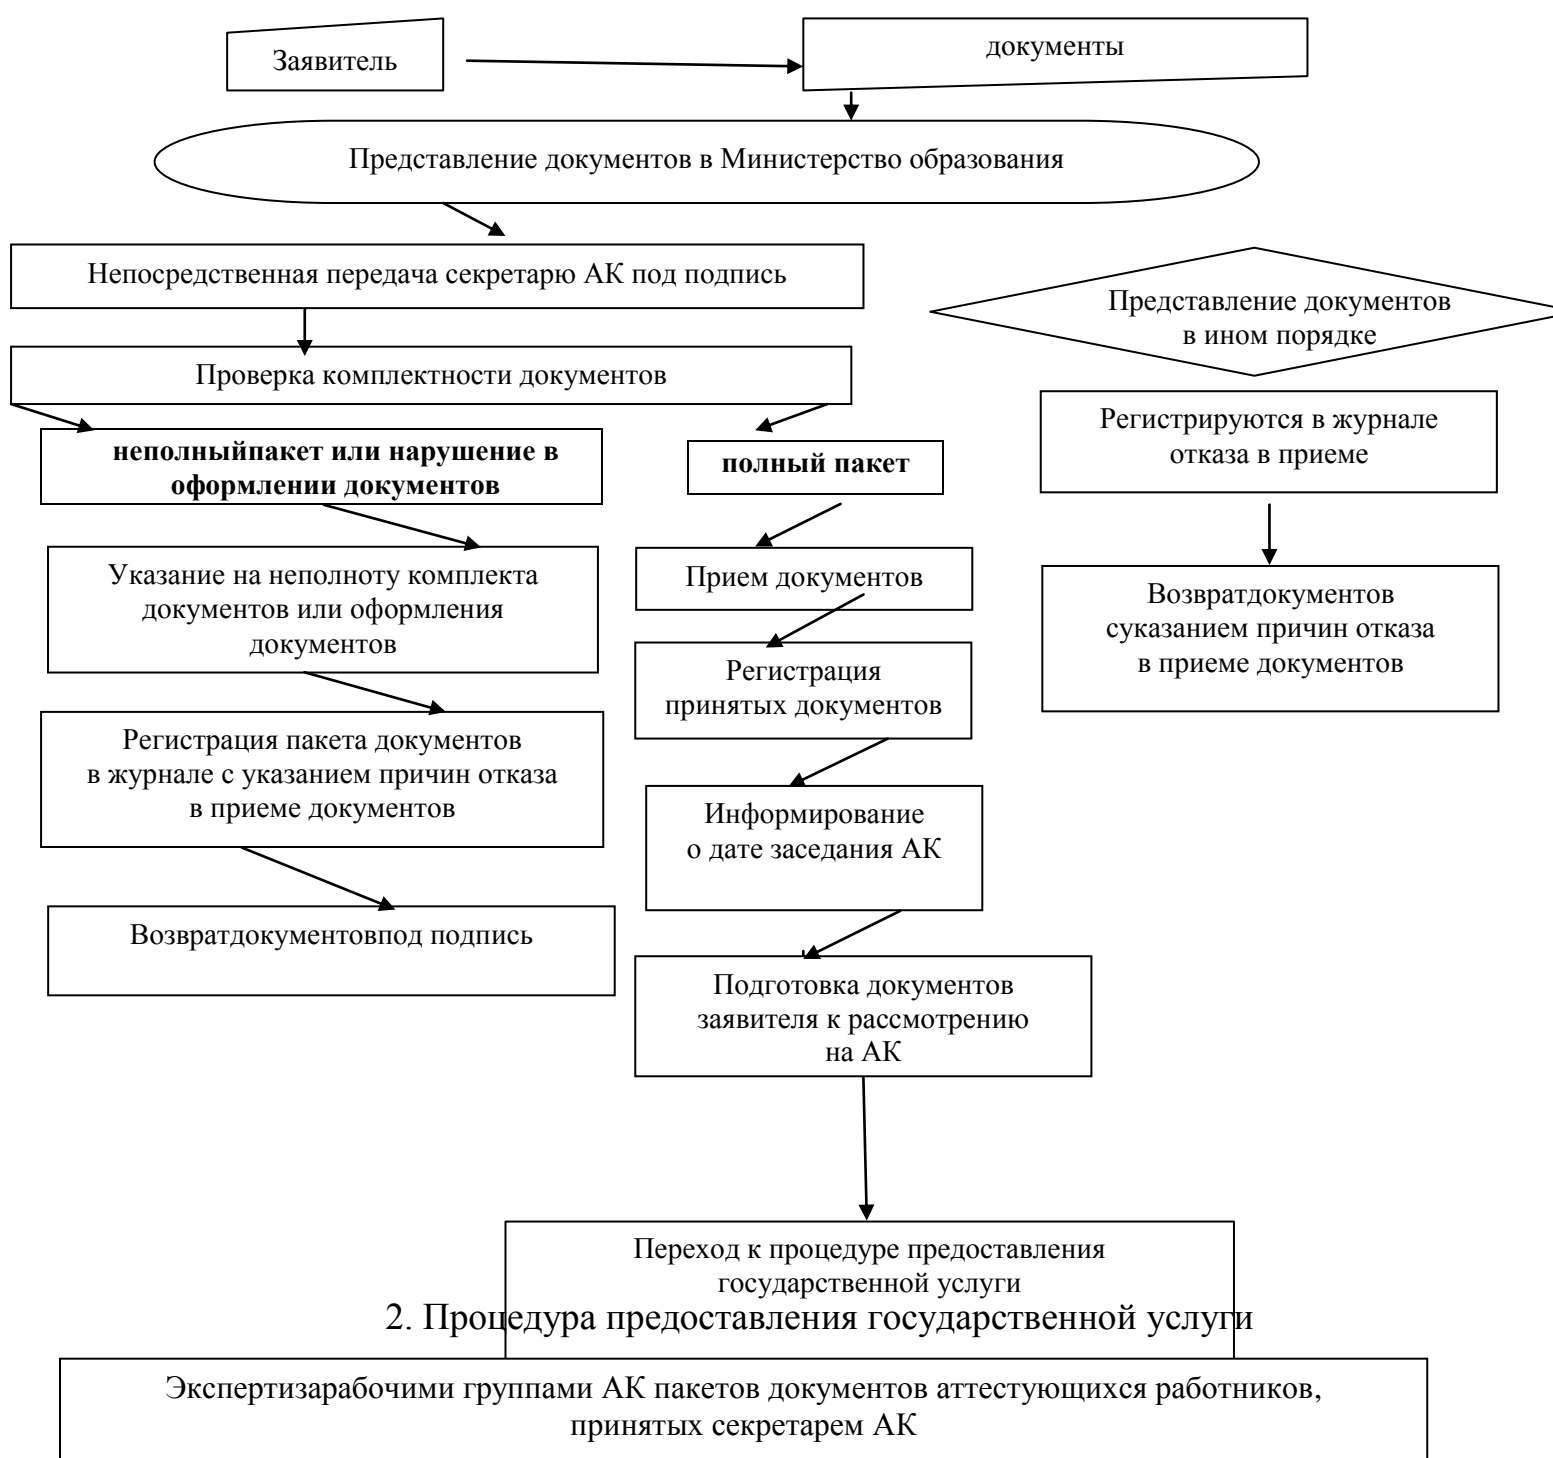 Заявитель
документы
Представление документов в Министерство образования
Непосредственная передача секретарю АК под подпись
Представление документов
в ином порядке
Проверка комплектности документов
Регистрируются в журнале
отказа в приеме
неполныйпакет или нарушение в
оформлении документов
полный пакет
Указание на неполноту комплекта
документов или оформления
документов
Прием документов
Возвратдокументов
суказанием причин отказа
в приеме документов
Регистрация
принятых документов
Регистрация пакета документов
в журнале с указанием причин отказа
в приеме документов
Информирование
о дате заседания АК
Возвратдокументовпод подпись
Подготовка документов
заявителя к рассмотрению
на АК
Переход к процедуре предоставления
государственной услуги
2. Процедура предоставления государственной услуги
Экспертизарабочими группами АК пакетов документов аттестующихся работников,
принятых секретарем АК